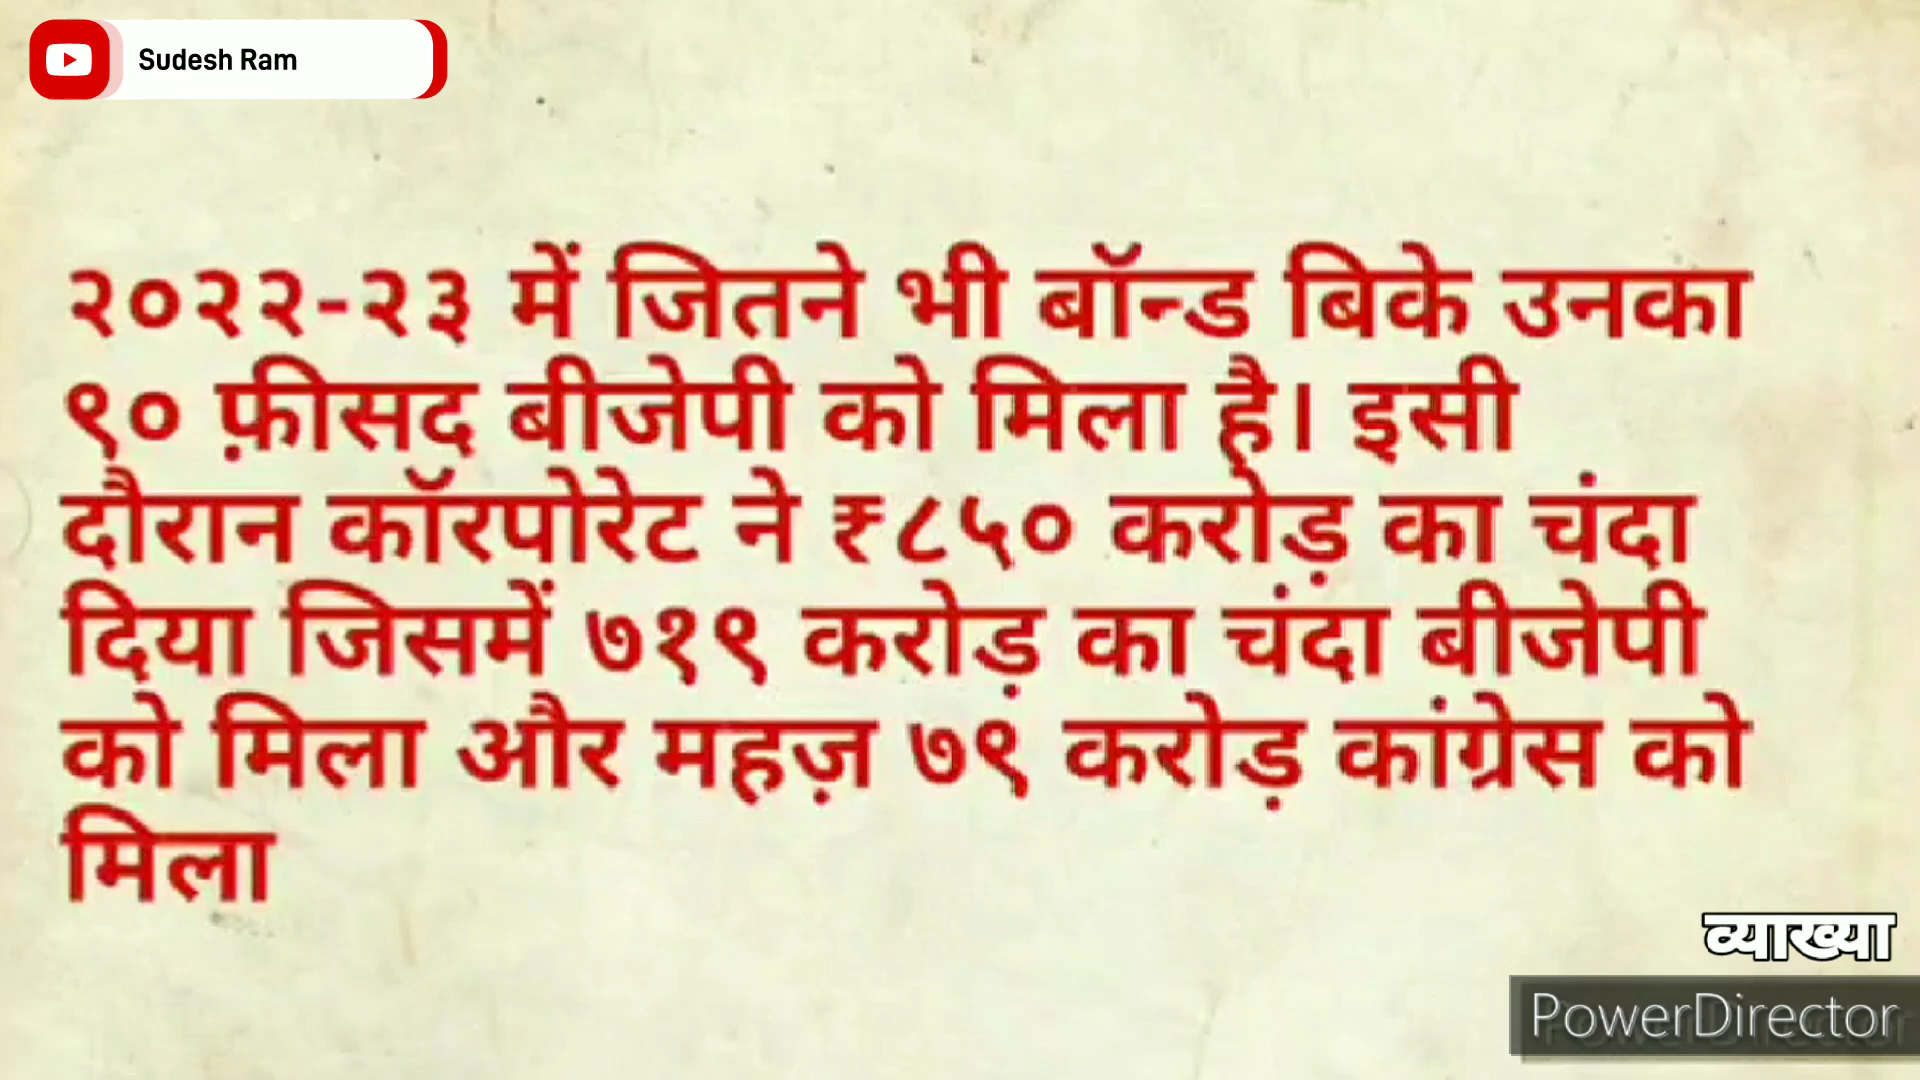 Sudesh Ram
२०२२-२३ में जितने भी बॉन्ड बिके उनका
९० फ़ीसद बीजेपी को मिला है। इसी
दौरान कॉरपोरेट ने ₹८५० करोड़ का चंदा
दिया जिसमें ७१९ करोड़ का चंदा बीजेपी
को मिला और महज़ ७९ करोड़ कांग्रेस को
मिला
व्याख्या
PowerDirector